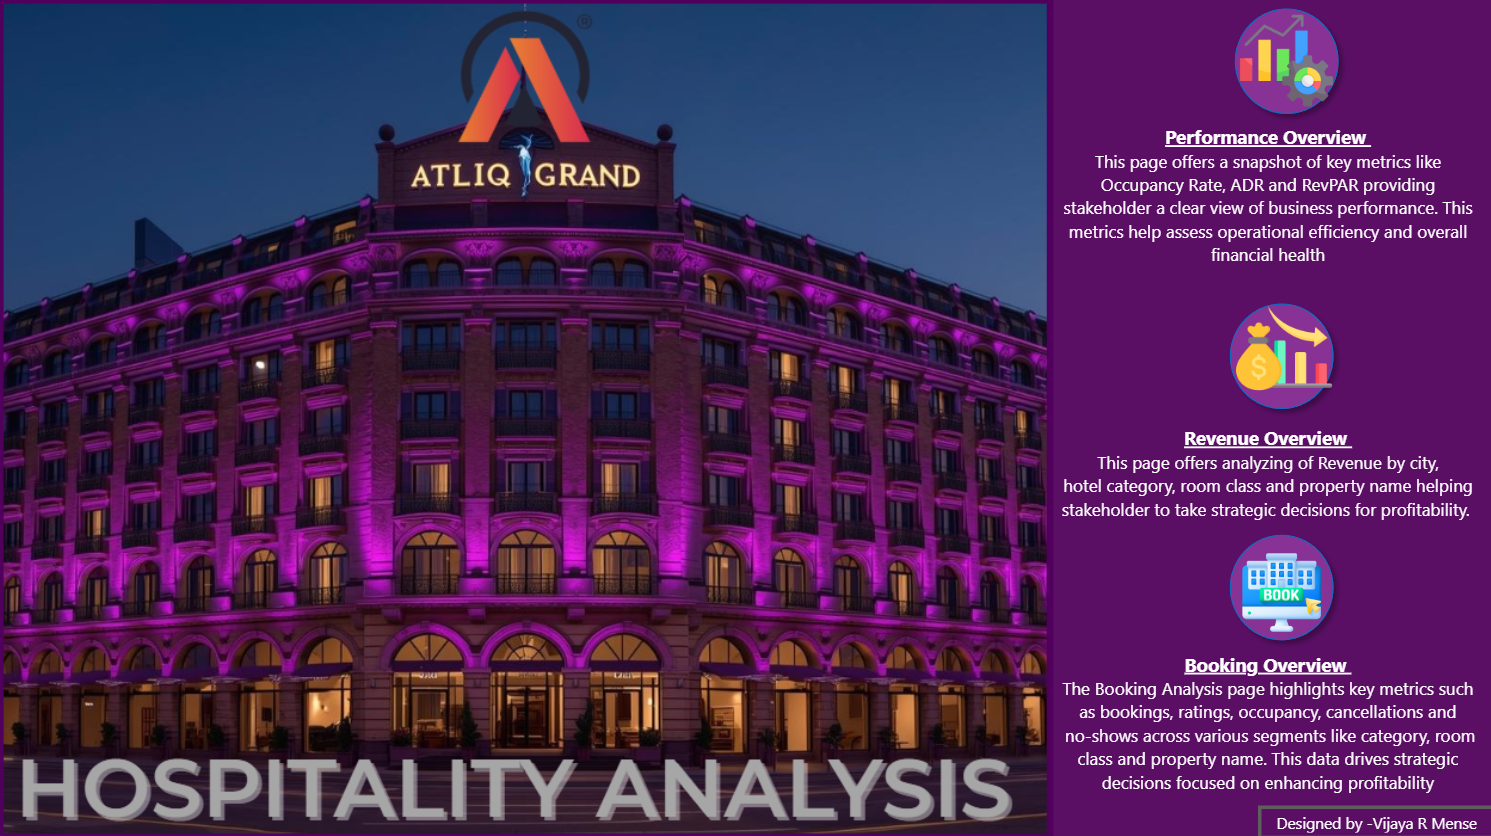 ®
ATLIQ GRAND
HOSPITALITY ANALYSIS
Performance Overview
This page offers a snapshot of key metrics like
Occupancy Rate, ADR and RevPAR providing
stakeholder a clear view of business performance. This
metrics help assess operational efficiency and overall
financial health
$
Revenue Overview
This page offers analyzing of Revenue by city,
hotel category, room class and property name helping
stakeholder to take strategic decisions for profitability.
BOOK
Booking Overview
The Booking Analysis page highlights key metrics such
as bookings, ratings, occupancy, cancellations and
no-shows across various segments like category, room
class and property name. This data drives strategic
decisions focused on enhancing profitability
Designed by -Vijaya R Mense